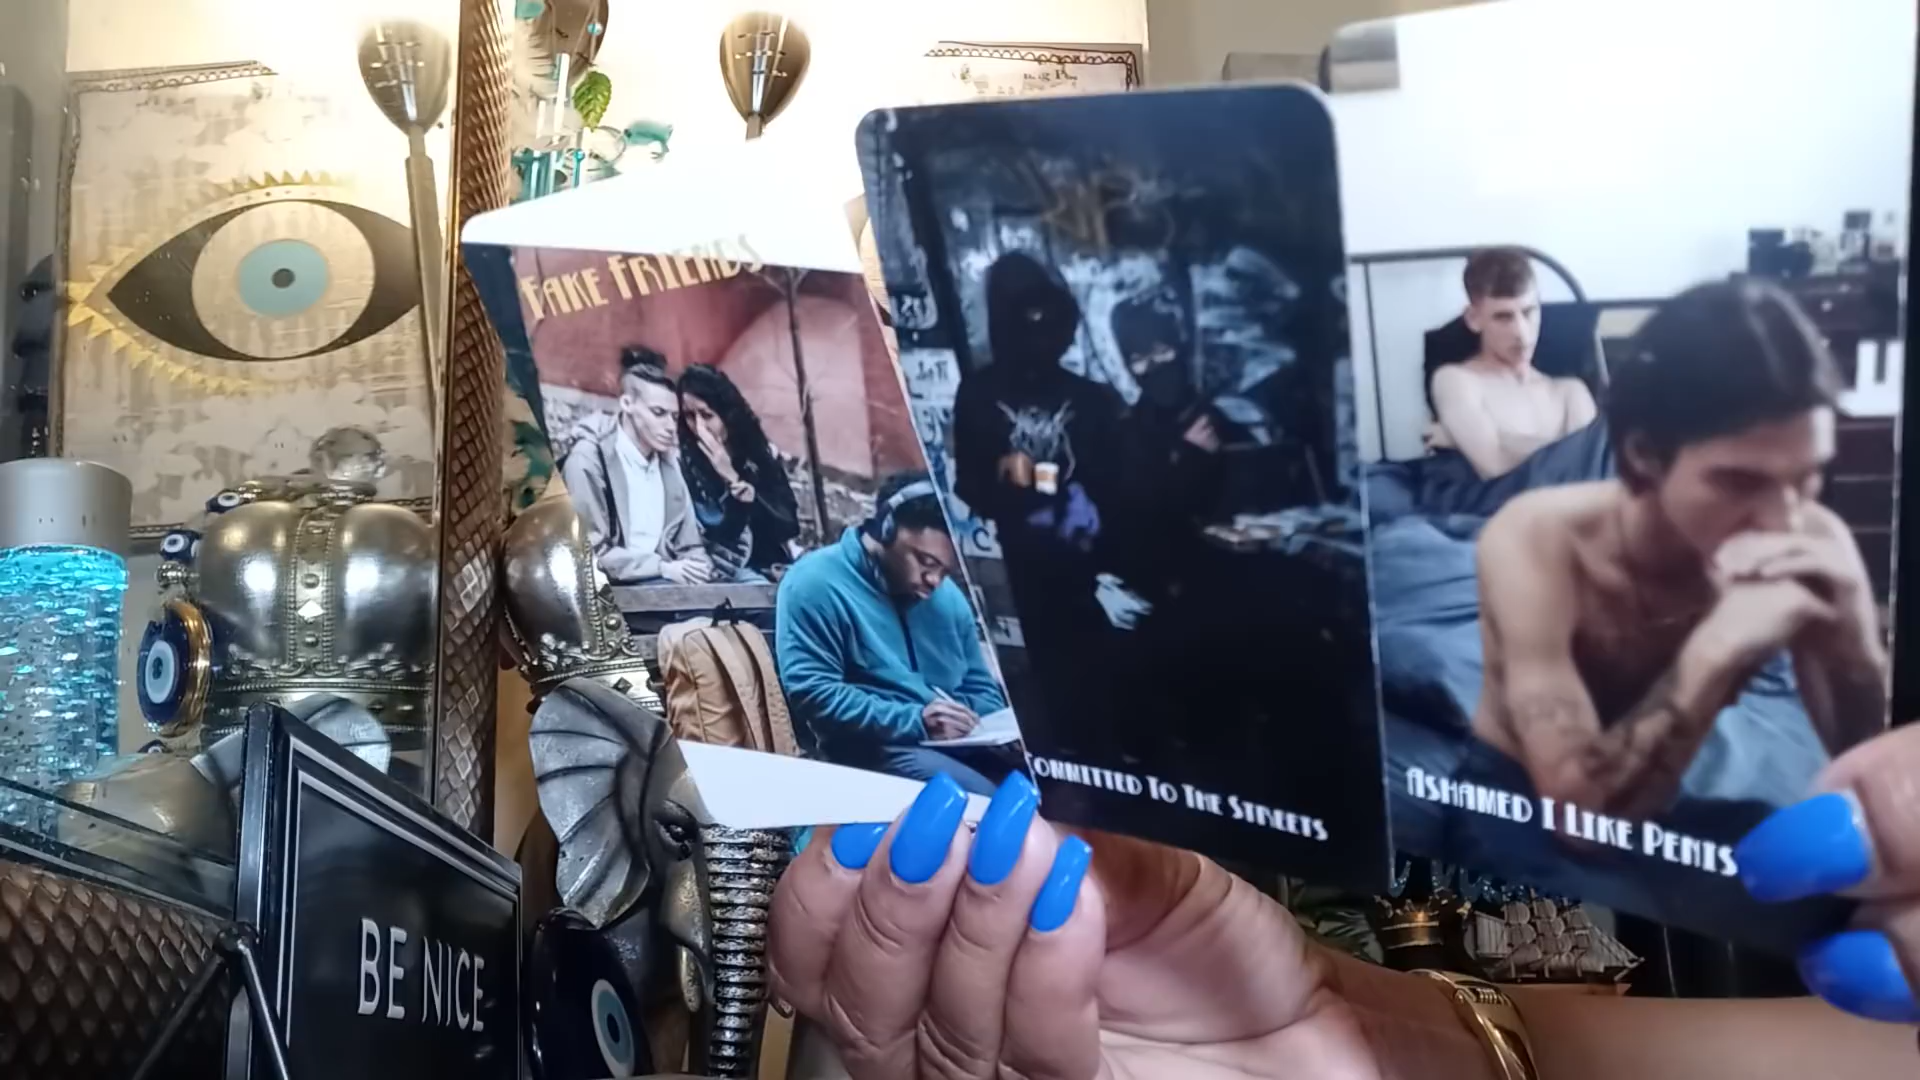 FAKE FRIENDS
COMMITTED TO THE STREETS
ASHAMED I LIKE PENIS
BE NICE